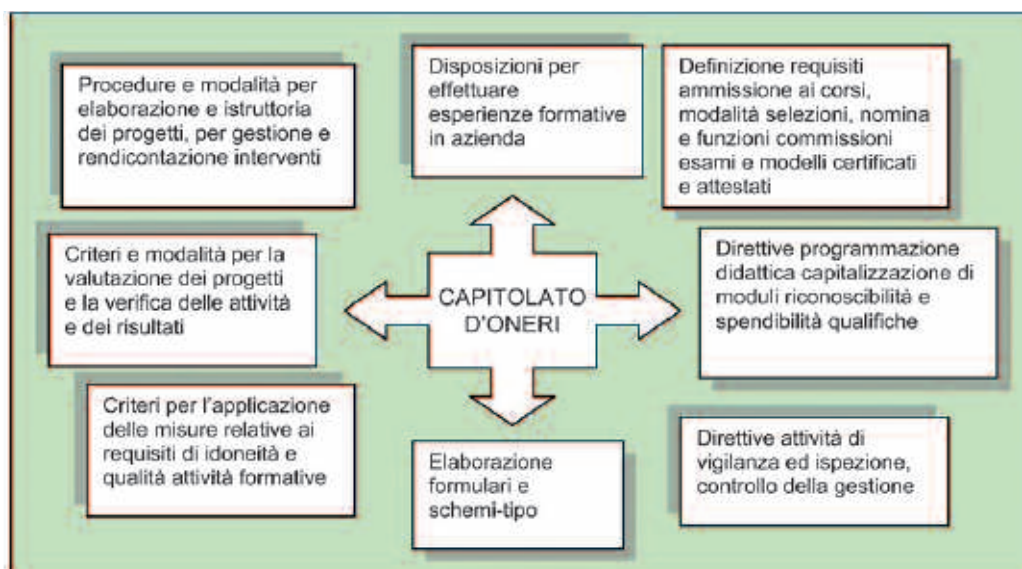 Procedure e modalità per
elaborazione e istruttoria
dei progetti, per gestione e
rendicontazione interventi
Disposizioni per
effettuare
esperienze formative
in azienda
Definizione requisiti
ammissione ai corsi,
modalità selezioni, nomina
e funzioni commissioni
esami e modelli certificati
e attestati
Criteri e modalità per la
valutazione dei progetti
e la verifica delle attività
e dei risultati
CAPITOLATO
D'ONERI
Direttive programmazione
didattica capitalizzazione di
moduli riconoscibilità e
spendibilità qualifiche
Criteri per l'applicazione
delle misure relative ai
requisiti di idoneità e
qualità attività formative
Elaborazione
formulari e
schemi-tipo
Direttive attività di
vigilanza ed ispezione,
controllo della gestione